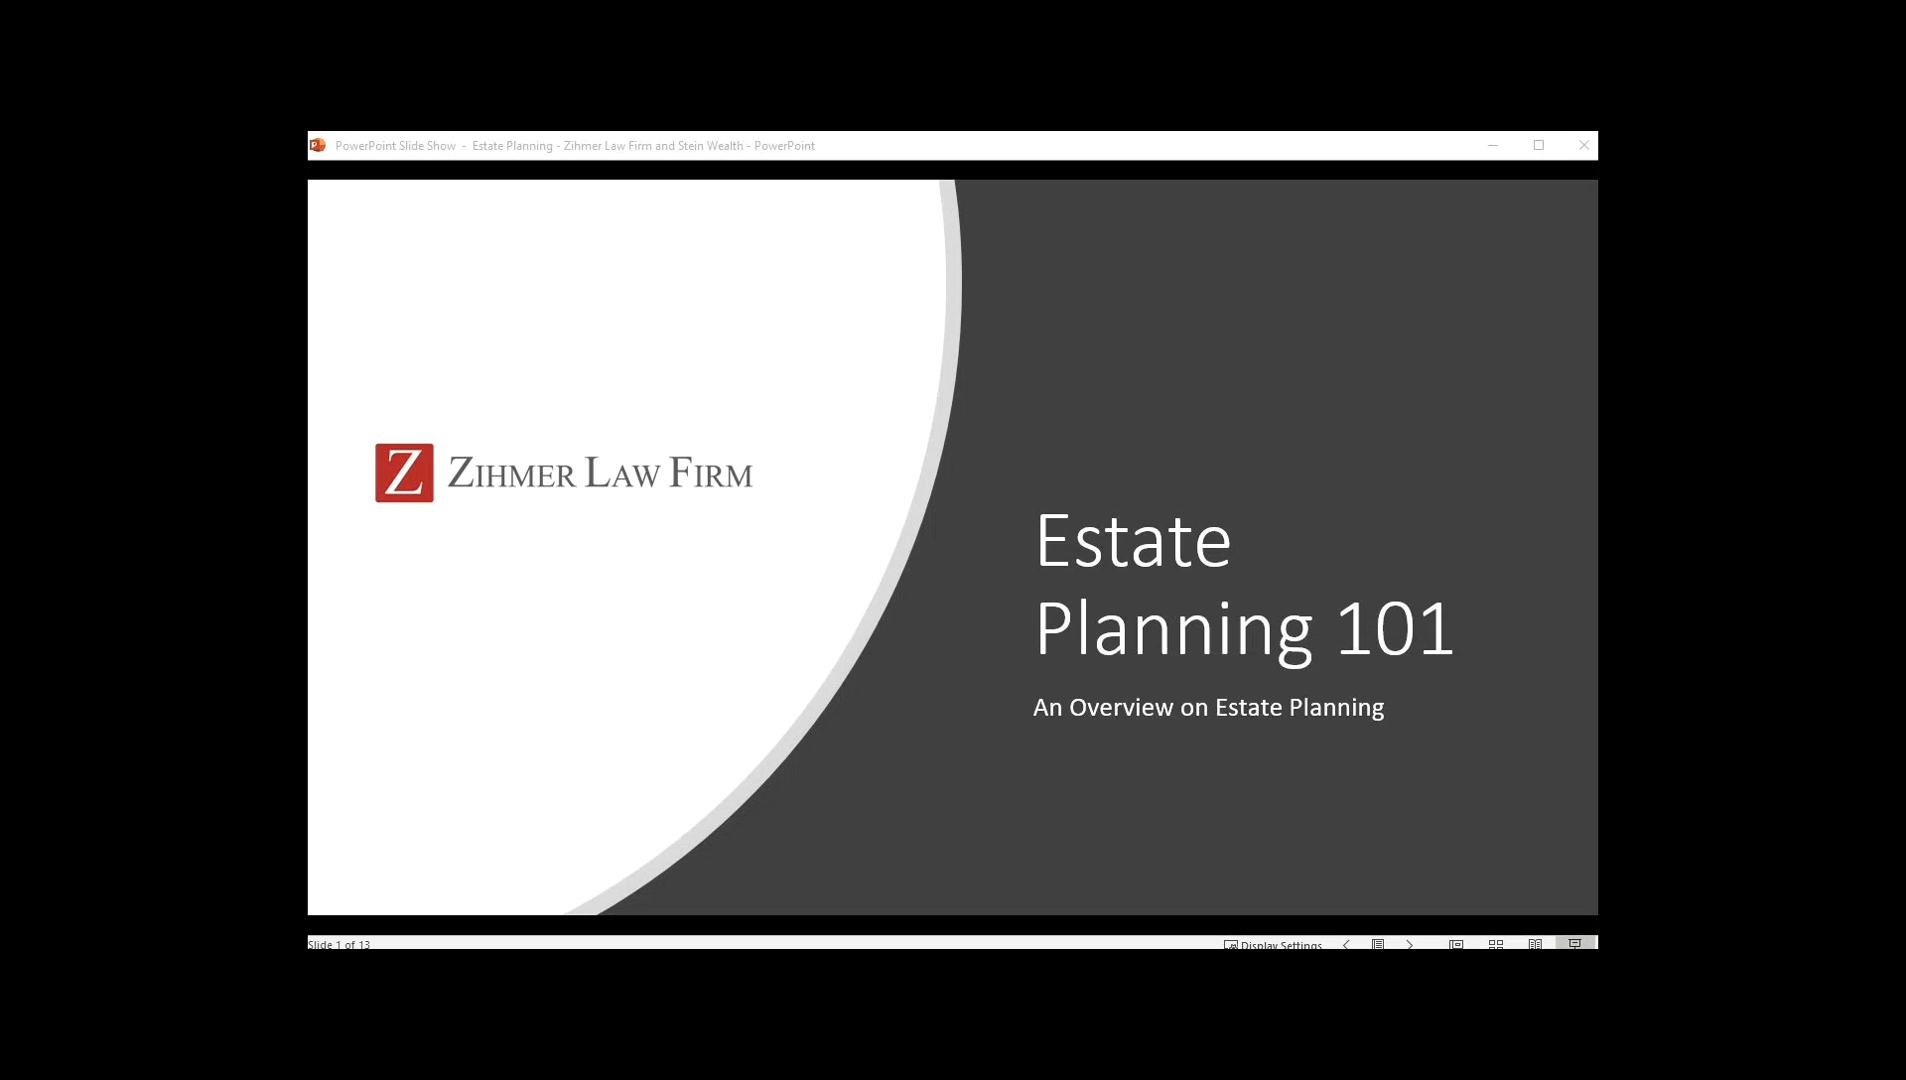 PowerPoint Slide Show - Estate Planning - Zihmer Law Firm and Stein Wealth - PowerPoint
Z ZIHMER LAW FIRM
Estate
Planning 101
An Overview on Estate Planning
Slide 1 of 13
Display Settings